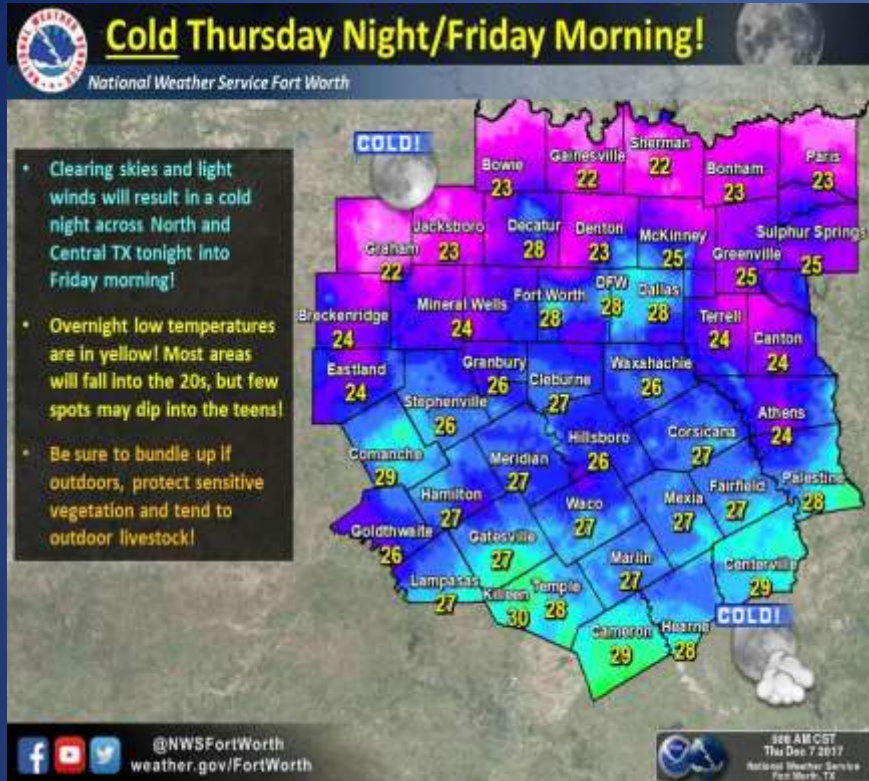 Cold Thursday Night/Friday Morning!
NATIONAL WEATHER SERVICE
National Weather Service Fort Worth
• Clearing skies and light
winds will result in a cold
night across North and
Central TX tonight into
Friday morning!
• Overnight low temperatures
are in yellow! Most areas
will fall into the 20s, but few
spots may dip into the teens!
• Be sure to bundle up if
outdoors, protect sensitive
vegetation and tend to
outdoor livestock!
COLD!
Bowie
23
Gainesville
22
Sherman
22
Bonham
23
Paris
23
Graham
22
Jacksboro
23
Decatur
28
Denton
23
McKinney
25
Greenville
25
Sulphur Springs
25
Breckenridge
24
Mineral Wells
24
Fort Worth
28
DFW
28
Dallas
28
Terrell
24
Canton
24
Eastland
24
Stephenville
26
Granbury
26
Cleburne
27
Waxahachie
26
Athens
24
Comanche
29
Hamilton
27
Meridian
27
Hillsboro
26
Corsicana
27
Palestine
28
Goldthwaite
26
Gatesville
27
Waco
27
Mexia
27
Fairfield
27
Lampasas
27
Killeen
30
Temple
28
Marlin
27
Centerville
29
Cameron
29
Hearne
28
COLD!
@NWSFortWorth
weather.gov/FortWorth
AM CST
Thu Dec 7 2017
National Weather Service
Fort Worth, TX